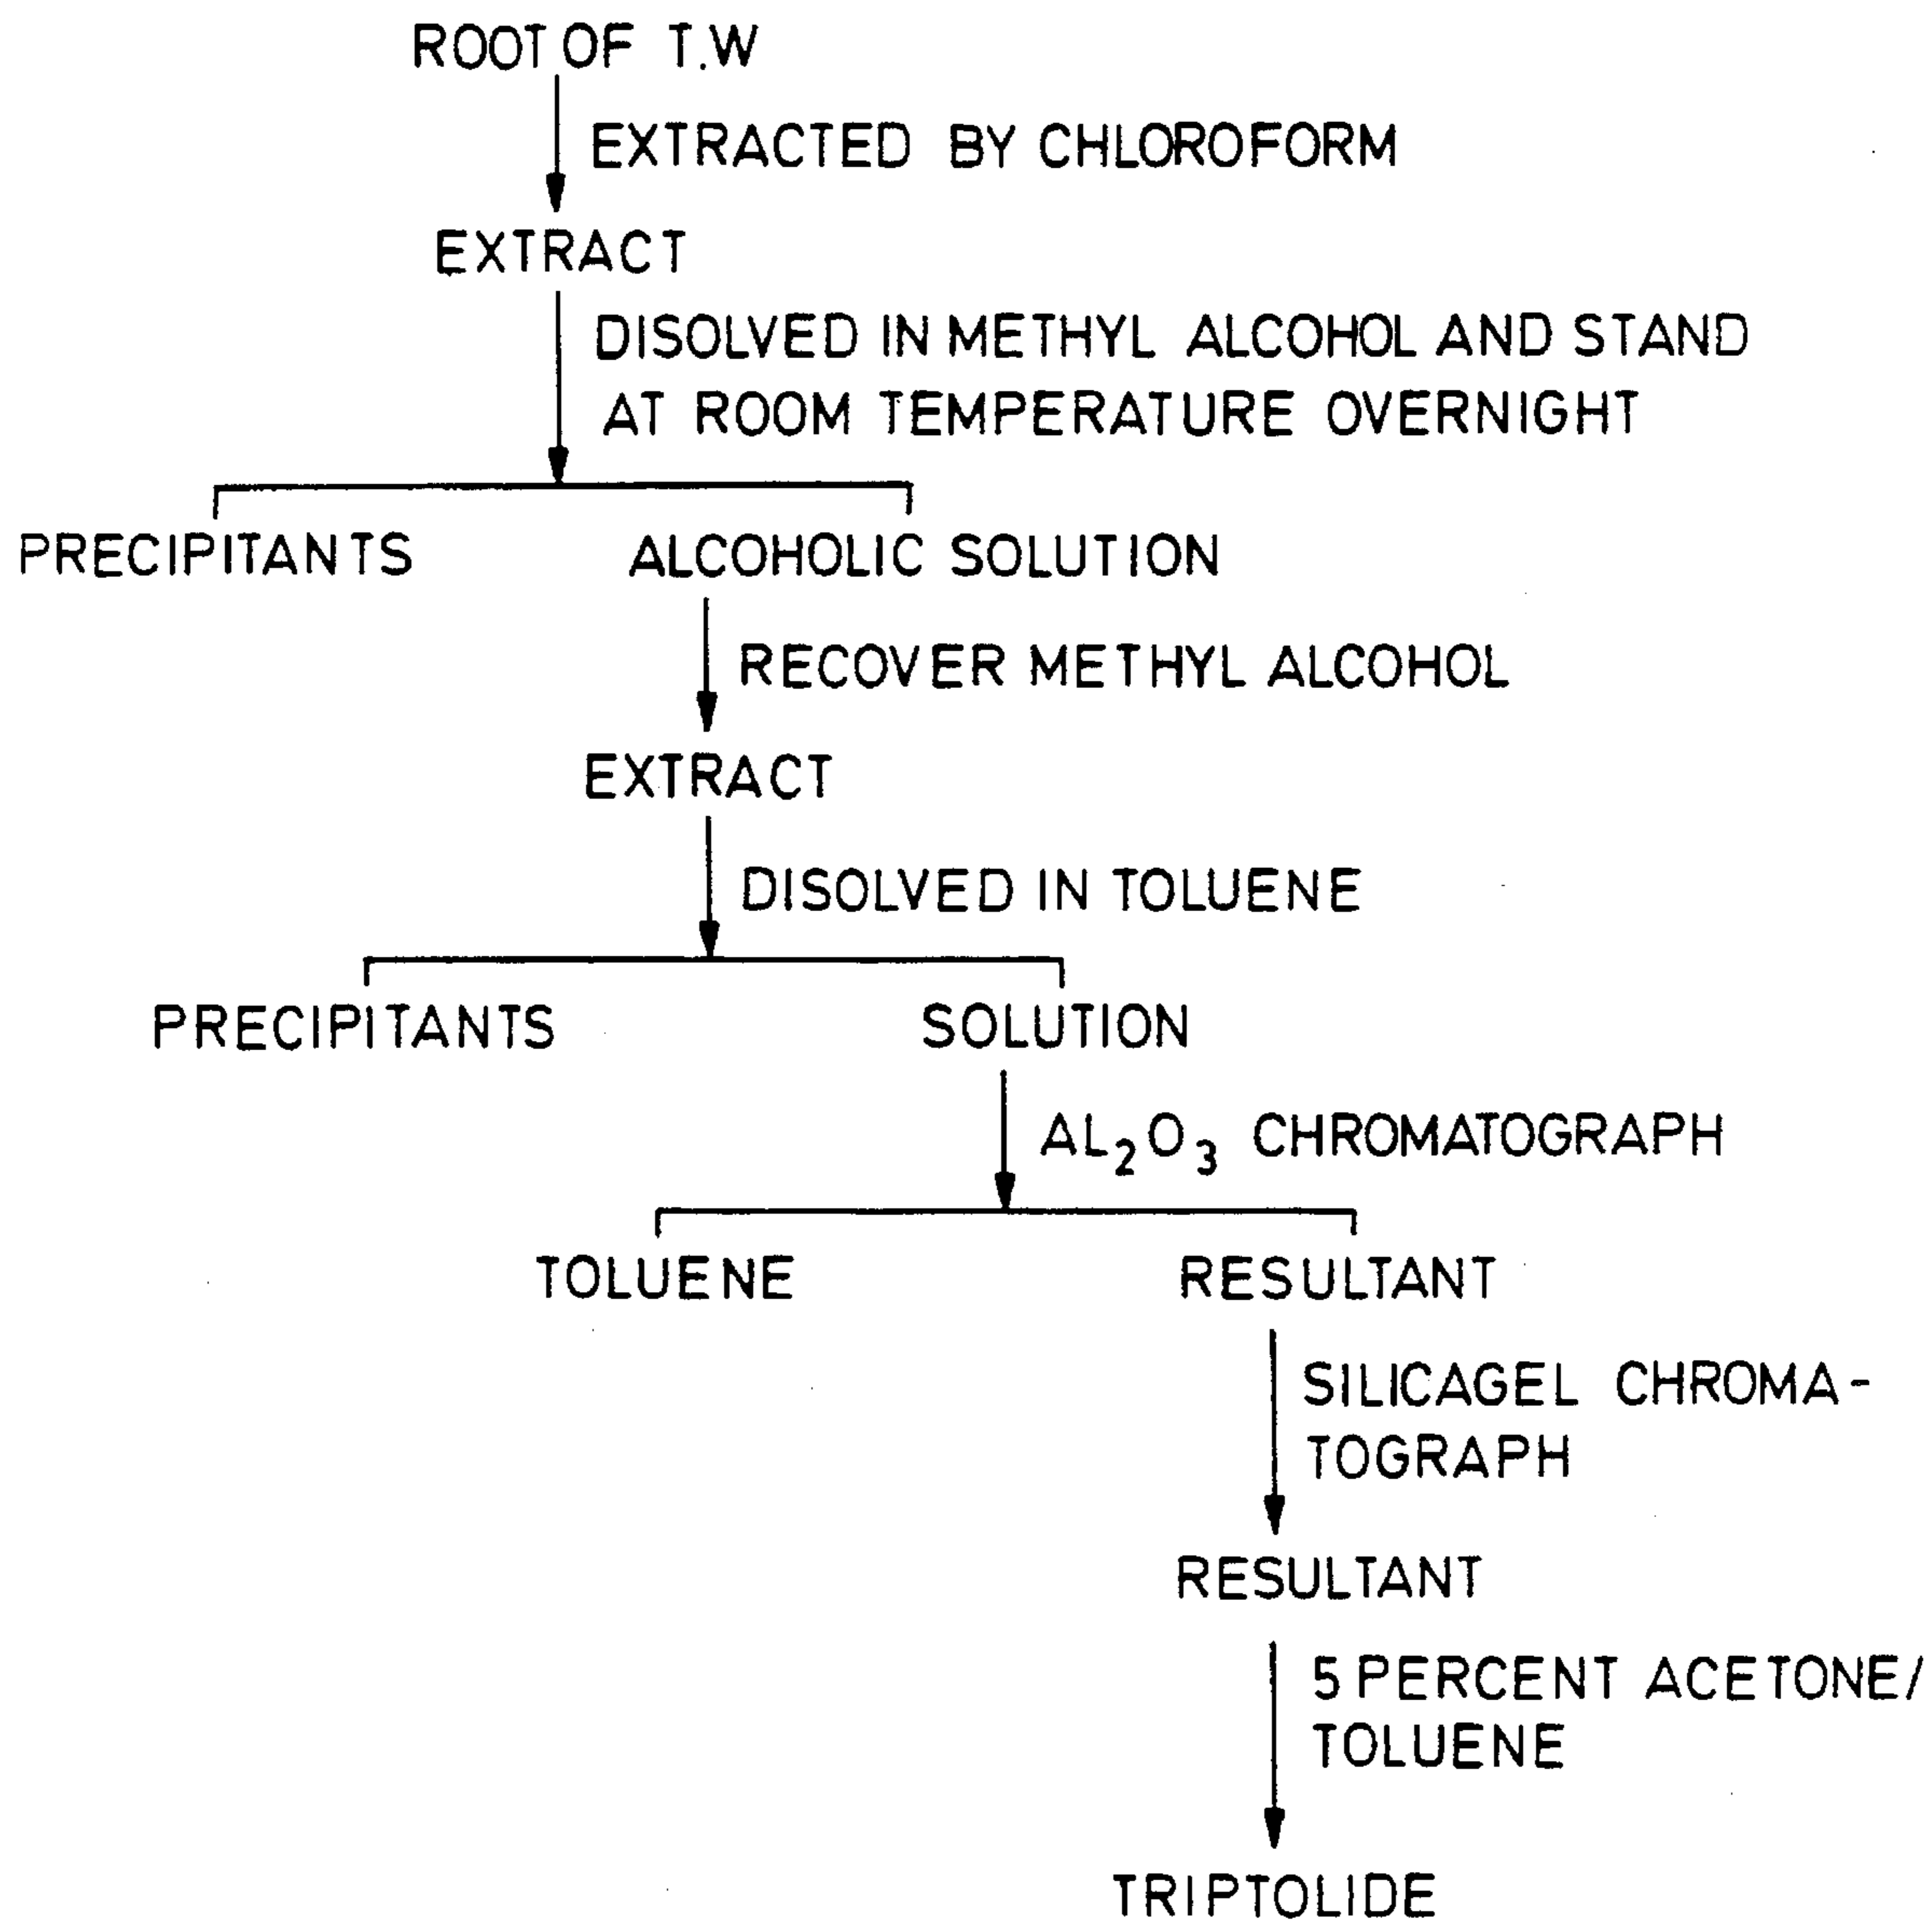 ROOT OF T.W
EXTRACTED BY CHLOROFORM
EXTRACT
DISOLVED IN METHYL ALCOHOL AND STAND
AT ROOM TEMPERATURE OVERNIGHT
PRECIPITANTS ALCOHOLIC SOLUTION
RECOVER METHYL ALCOHOL
EXTRACT
DISOLVED IN TOLUENE
PRECIPITANTS SOLUTION
AL₂O₃ CHROMATOGRAPH
TOLUENE RESULTANT
SILICAGEL CHROMA-
TOGRAPH
RESULTANT
5 PERCENT ACETONE/
TOLUENE
TRIPTOLIDE